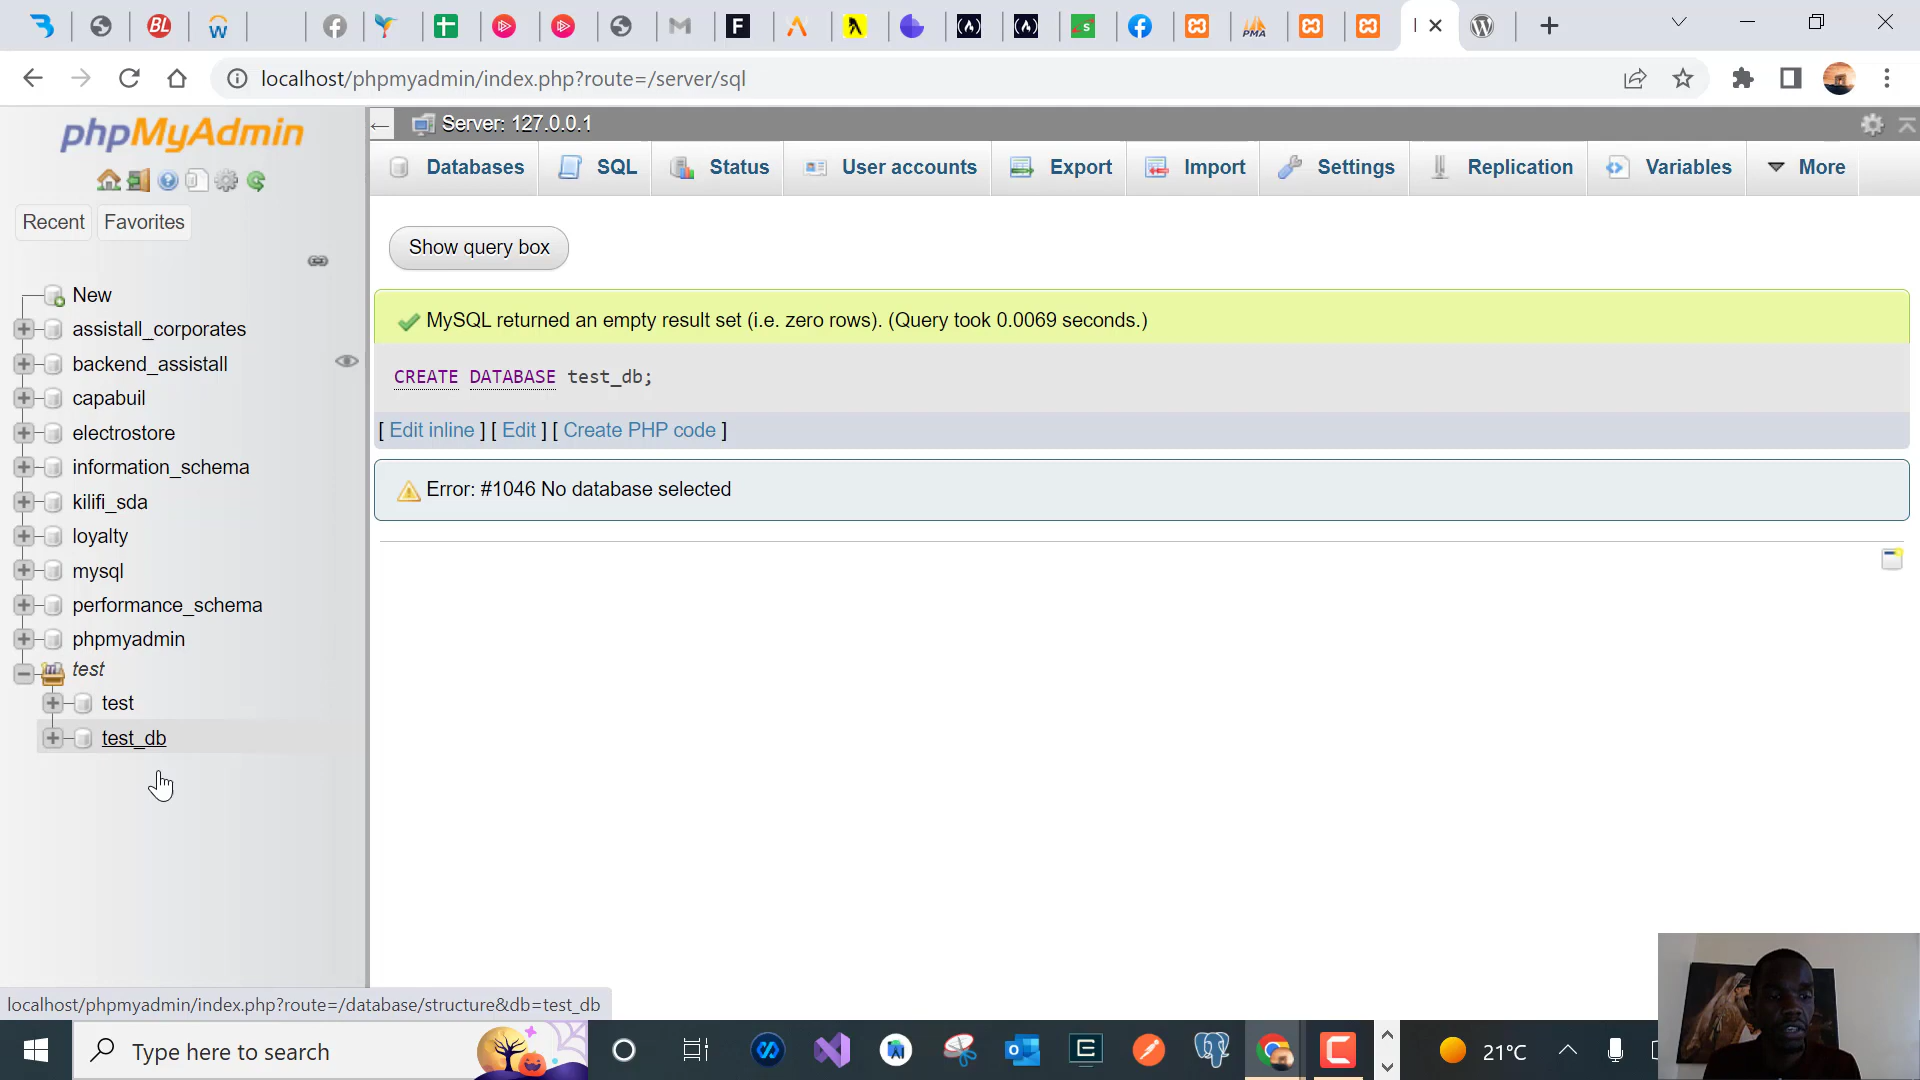 BL
F
PMA
localhost/phpmyadmin/index.php?route=/server/sql
phpMyAdmin
Server: 127.0.0.1
Databases
SQL
Status
User accounts
Export
Import
Settings
Replication
Variables
More
Recent
Favorites
New
assistall_corporates
backend_assistall
capabuil
electrostore
information_schema
kilifi_sda
loyalty
mysql
performance_schema
phpmyadmin
test
test
test_db
Show query box
MySQL returned an empty result set (i.e. zero rows). (Query took 0.0069 seconds.)
CREATE DATABASE test_db;
[ Edit inline ] [ Edit ] [ Create PHP code ]
Error: #1046 No database selected
localhost/phpmyadmin/index.php?route=/database/structure&db=test_db
Type here to search
21°C